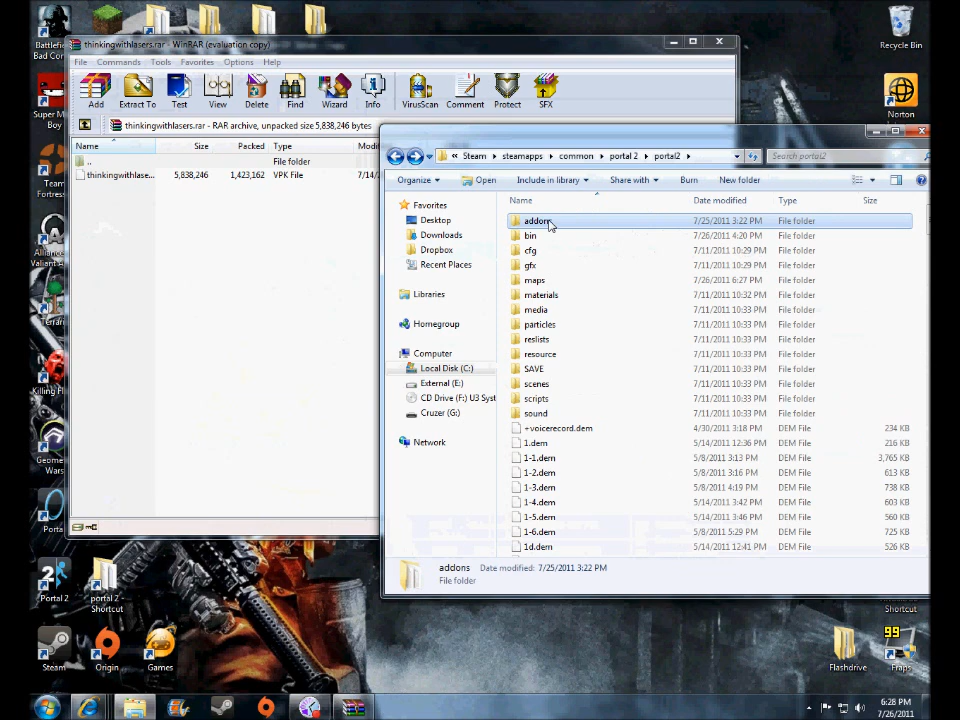 Battlefi...
Bad Co...
Super M...
Boy
Team
Fortres...
Alliance
Valiant A...
Terrari...
Killing Fl...
Geome...
Wars
Porta...
Portal 2
portal 2 -
Shortcut
Steam
Origin
Games
Recycle Bin
Norton
Shortcut
Flashdrive
99
Fraps
thinkingwithlasers.rar - WinRAR (evaluation copy)
File Commands Tools Favorites Options Help
Add Extract To Test View Delete Find Wizard Info VirusScan Comment Protect SFX
thinkingwithlasers.rar - RAR archive, unpacked size 5,838,246 bytes
Name Size Packed Type Modi
.. File folder
thinkingwithlase... 5,838,246 1,423,162 VPK File 7/14/
« Steam ▸ steamapps ▸ common ▸ portal 2 ▸ portal2 ▸
Search portal2
Organize Open Include in library Share with Burn New folder
Favorites
Desktop
Downloads
Dropbox
Recent Places
Libraries
Homegroup
Computer
Local Disk (C:)
External (E:)
CD Drive (F:) U3 Syst
Cruzer (G:)
Network
Name Date modified Type Size
addons 7/25/2011 3:22 PM File folder
bin 7/26/2011 4:20 PM File folder
cfg 7/11/2011 10:29 PM File folder
gfx 7/11/2011 10:29 PM File folder
maps 7/26/2011 6:27 PM File folder
materials 7/11/2011 10:32 PM File folder
media 7/11/2011 10:33 PM File folder
particles 7/11/2011 10:33 PM File folder
reslists 7/11/2011 10:33 PM File folder
resource 7/11/2011 10:33 PM File folder
SAVE 7/11/2011 10:33 PM File folder
scenes 7/11/2011 10:33 PM File folder
scripts 7/11/2011 10:33 PM File folder
sound 7/11/2011 10:33 PM File folder
+voicerecord.dem 4/30/2011 3:18 PM DEM File 234 KB
1.dem 5/14/2011 12:36 PM DEM File 216 KB
1-1.dem 5/8/2011 3:13 PM DEM File 3,765 KB
1-2.dem 5/8/2011 3:16 PM DEM File 613 KB
1-3.dem 5/8/2011 4:19 PM DEM File 738 KB
1-4.dem 5/14/2011 3:42 PM DEM File 603 KB
1-5.dem 5/14/2011 3:46 PM DEM File 560 KB
1-6.dem 5/8/2011 5:29 PM DEM File 725 KB
1d.dem 5/14/2011 12:41 PM DEM File 526 KB
addons Date modified: 7/25/2011 3:22 PM
File folder
6:28 PM
7/26/2011